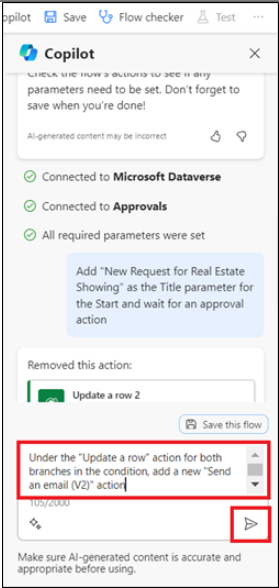 opilot Save Flow checker Test ...
Copilot
Check the flow's actions to see if any
parameters need to be set. Don't forget to
save when you're done!
AI-generated content may be incorrect
Connected to Microsoft Dataverse
Connected to Approvals
All required parameters were set
Add "New Request for Real Estate
Showing" as the Title parameter for
the Start and wait for an approval
action
Removed this action:
Update a row 2
Save this flow
Under the "Update a row" action for both
branches in the condition, add a new "Send
an email (V2)" action
105/2000
Make sure AI-generated content is accurate and
appropriate before using.